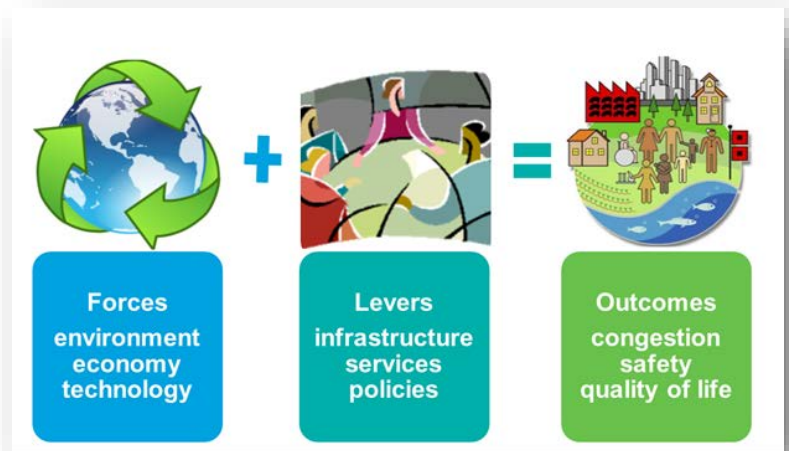 +
=
Forces
environment
economy
technology
Levers
infrastructure
services
policies
Outcomes
congestion
safety
quality of life